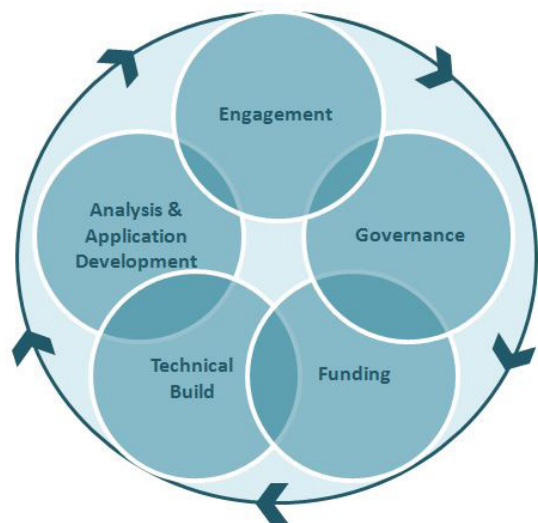 Engagement
Governance
Funding
Technical
Build
Analysis &
Application
Development